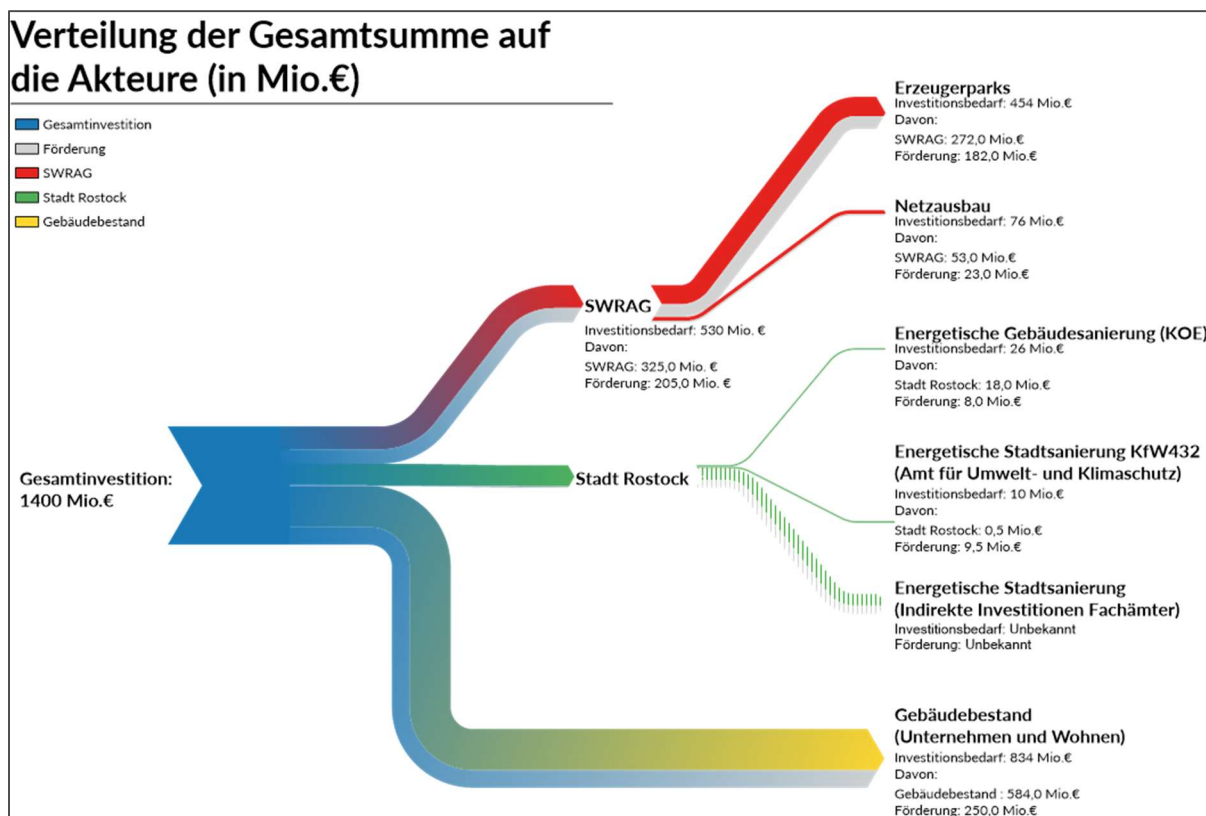 Verteilung der Gesamtsumme auf
die Akteure (in Mio.€)
Gesamtinvestition
Förderung
SWRAG
Stadt Rostock
Gebäudebestand
Gesamtinvestition:
1400 Mio.€
SWRAG
Investitionsbedarf: 530 Mio. €
Davon:
SWRAG: 325,0 Mio. €
Förderung: 205,0 Mio. €
Stadt Rostock
Erzeugerparks
Investitionsbedarf: 454 Mio.€
Davon:
SWRAG: 272,0 Mio.€
Förderung: 182,0 Mio.€
Netzausbau
Investitionsbedarf: 76 Mio.€
Davon:
SWRAG: 53,0 Mio.€
Förderung: 23,0 Mio.€
Energetische Gebäudesanierung (KOE)
Investitionsbedarf: 26 Mio.€
Davon:
Stadt Rostock: 18,0 Mio.€
Förderung: 8,0 Mio.€
Energetische Stadtsanierung KfW432
(Amt für Umwelt- und Klimaschutz)
Investitionsbedarf: 10 Mio.€
Davon:
Stadt Rostock: 0,5 Mio.€
Förderung: 9,5 Mio.€
Energetische Stadtsanierung
(Indirekte Investitionen Fachämter)
Investitionsbedarf: Unbekannt
Förderung: Unbekannt
Gebäudebestand
(Unternehmen und Wohnen)
Investitionsbedarf: 834 Mio.€
Davon:
Gebäudebestand : 584,0 Mio.€
Förderung: 250,0 Mio.€